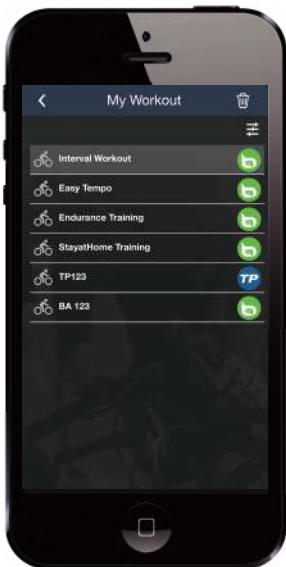 My Workout
Interval Workout
Easy Tempo
Endurance Training
StayatHome Training
TP123
TP
BA 123